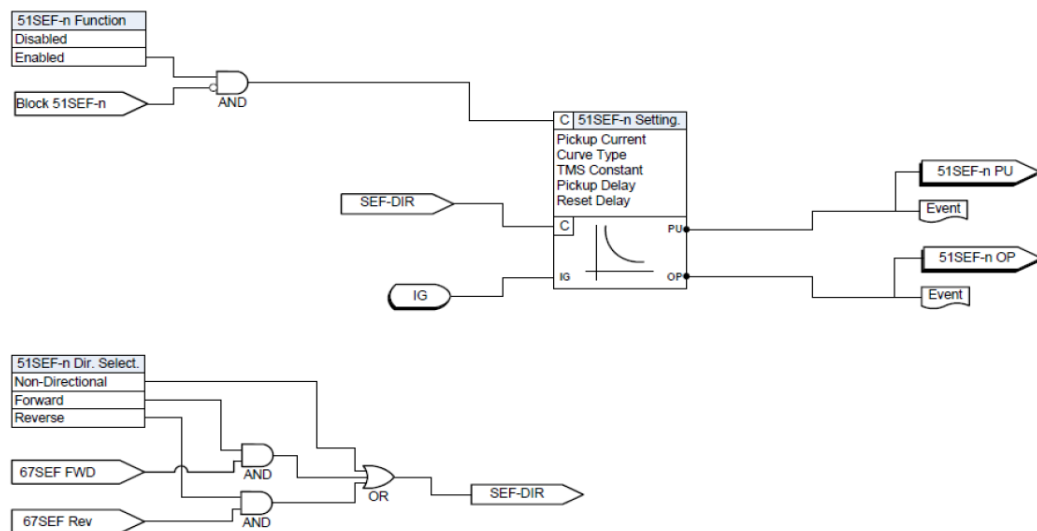 51SEF-n Function
Disabled
Enabled
Block 51SEF-n
AND
C 51SEF-n Setting.
Pickup Current
Curve Type
TMS Constant
Pickup Delay
Reset Delay
SEF-DIR
C
PU
IG
IG
OP
51SEF-n PU
Event
51SEF-n OP
Event
51SEF-n Dir. Select.
Non-Directional
Forward
Reverse
67SEF FWD
AND
OR
SEF-DIR
67SEF Rev
AND